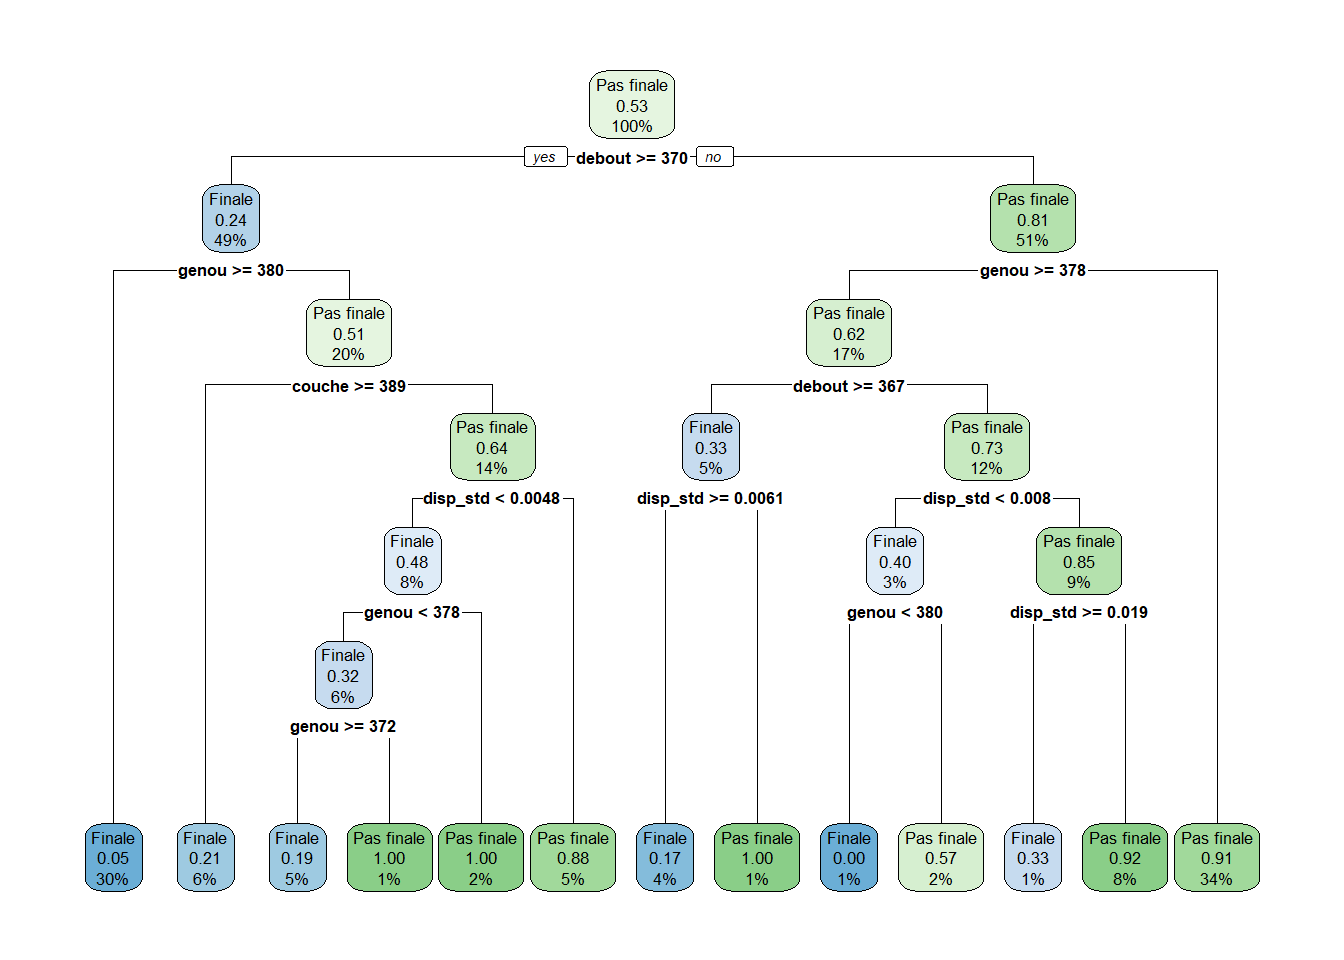 Pas finale
0.53
100%
yes
debout >= 370
no
Finale
0.24
49%
Pas finale
0.81
51%
genou >= 380
genou >= 378
Pas finale
0.51
20%
Pas finale
0.62
17%
couche >= 389
debout >= 367
Pas finale
0.64
14%
Finale
0.33
5%
Pas finale
0.73
12%
disp_std < 0.0048
disp_std >= 0.0061
disp_std < 0.008
Finale
0.48
8%
Finale
0.40
3%
Pas finale
0.85
9%
genou < 378
genou < 380
disp_std >= 0.019
Finale
0.32
6%
genou >= 372
Finale
0.05
30%
Finale
0.21
6%
Finale
0.19
5%
Pas finale
1.00
1%
Pas finale
1.00
2%
Pas finale
0.88
5%
Finale
0.17
4%
Pas finale
1.00
1%
Finale
0.00
1%
Pas finale
0.57
2%
Finale
0.33
1%
Pas finale
0.92
8%
Pas finale
0.91
34%